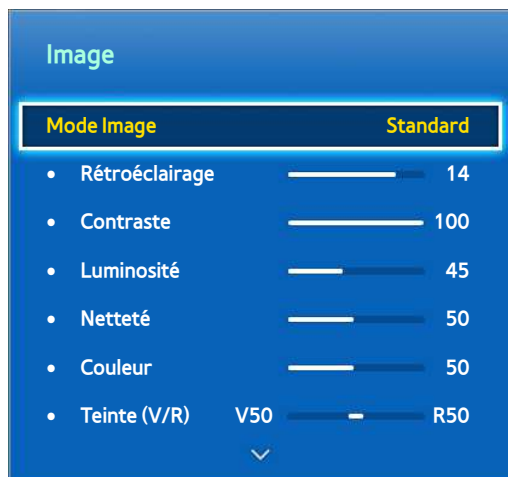 Image
Mode Image Standard
• Rétroéclairage 14
• Contraste 100
• Luminosité 45
• Netteté 50
• Couleur 50
• Teinte (V/R) V50 R50